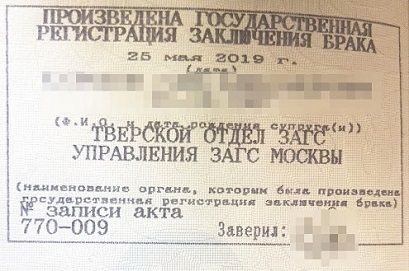 ПРОИЗВЕДЕНА ГОСУДАРСТВЕННАЯ
РЕГИСТРАЦИЯ ЗАКЛЮЧЕНИЯ БРАКА
25 мая 2019 г.
(дата)
(Ф.И.О. и дата рождения супруга(и))
ТВЕРСКОЙ ОТДЕЛ ЗАГС
УПРАВЛЕНИЯ ЗАГС МОСКВЫ
(наименование органа, которым была произведена
государственная регистрация заключения брака)
№ записи акта
770-009 Заверил: